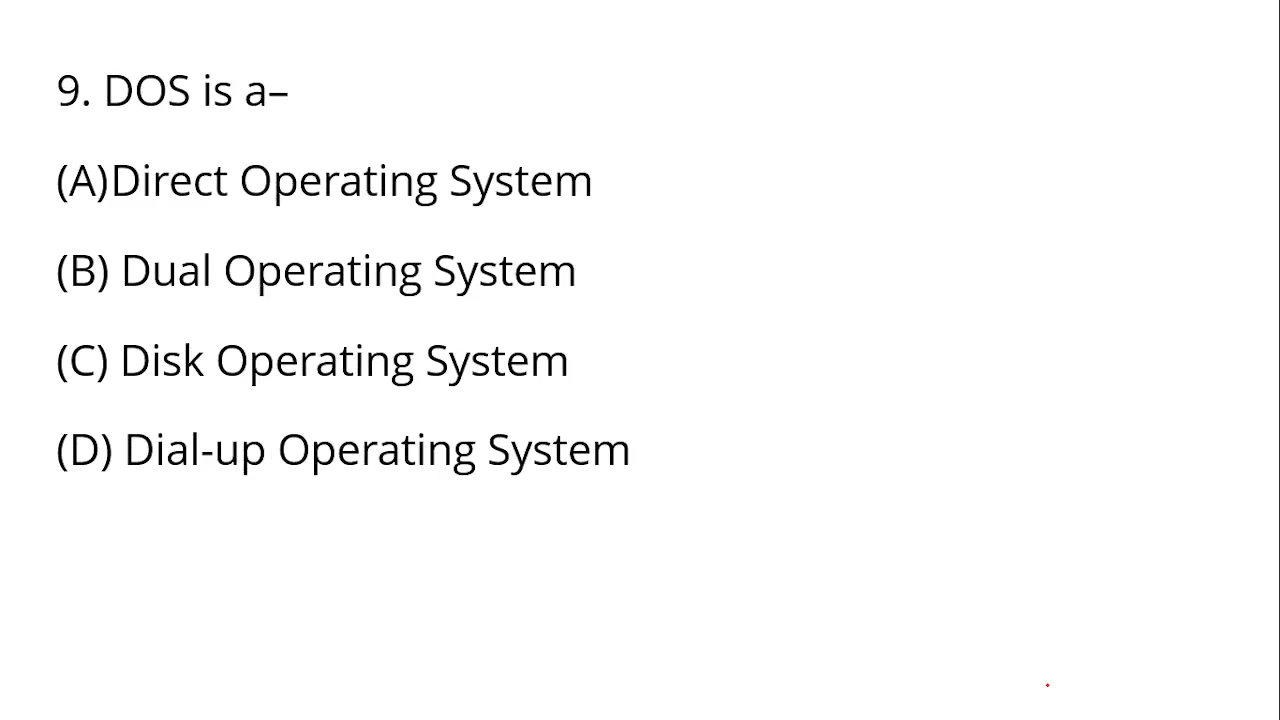 9. DOS is a–
(A)Direct Operating System
(B) Dual Operating System
(C) Disk Operating System
(D) Dial-up Operating System